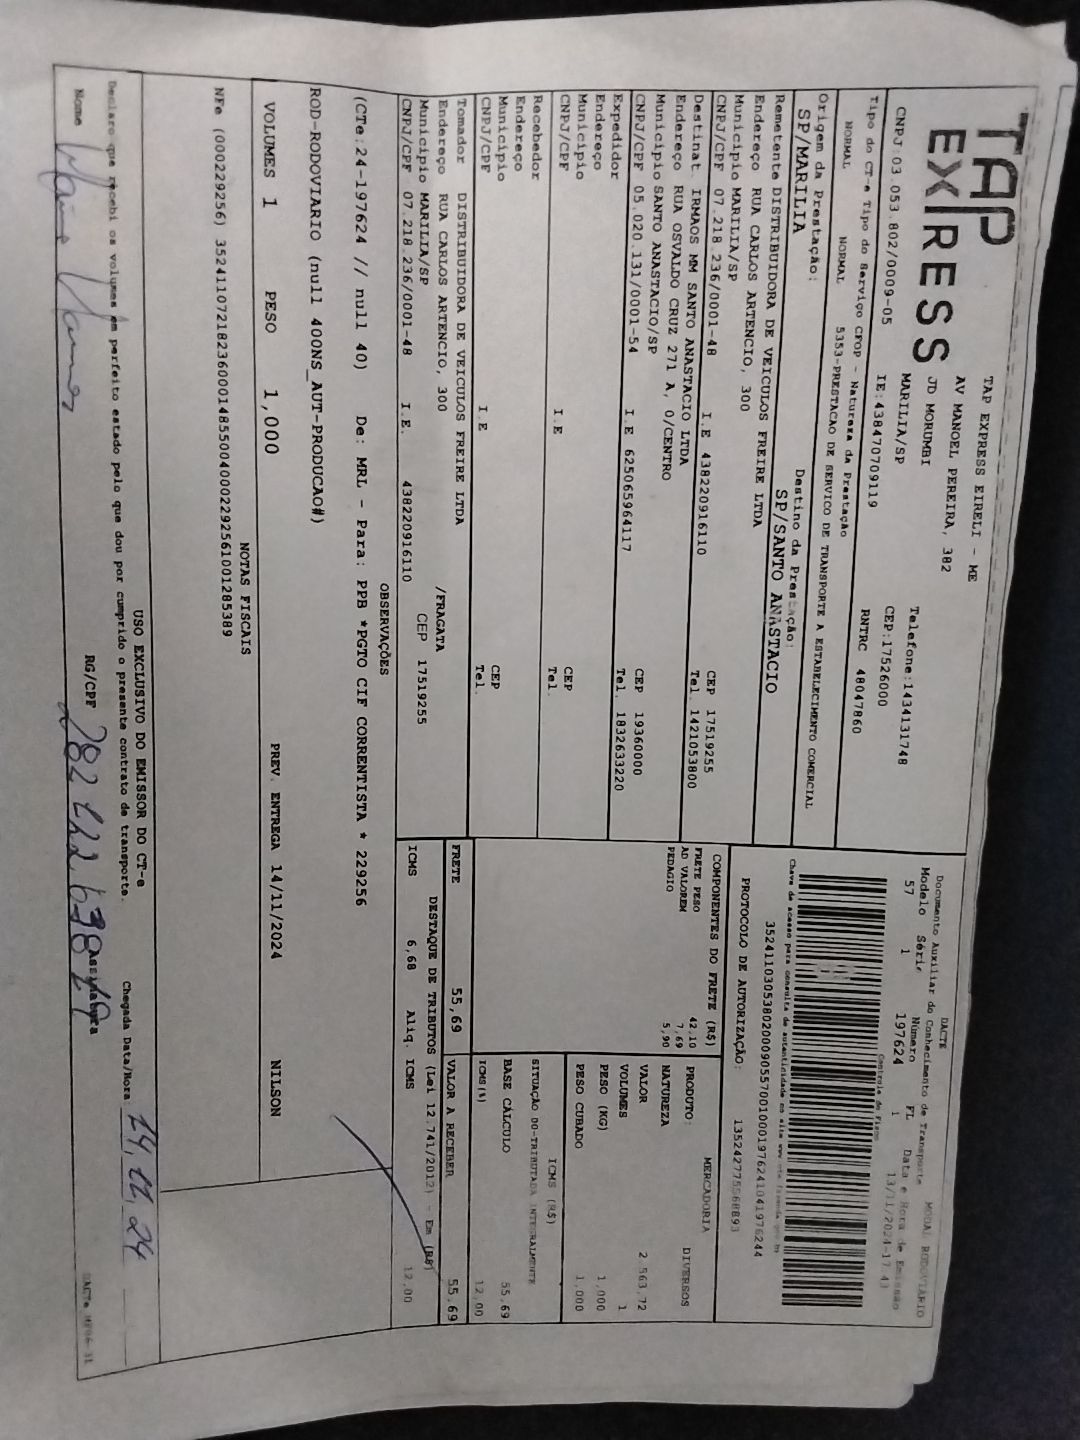 TAP
EXPRESS
TAP EXPRESS EIRELI - ME
AV MANOEL PEREIRA, 382
JD MORUMBI
MARILIA/SP
Telefone:1434131748
CEP:17526000
CNPJ:03.053.802/0009-05
IE:438470709119
RNTRC 48047860
DACTE
MODAL RODOVIÁRIO
Documento Auxiliar do Conhecimento de Transporte
Modelo Série Número FL Data e Hora de Emissão
57 1 197624 1 13/11/2024-17:43
Controle do Fisco
Chave de acesso para consulta de autenticidade no site
35241103053802000905570010001976241041976244
PROTOCOLO DE AUTORIZAÇÃO:
Tipo do CT-e Tipo do Serviço CFOP - Natureza da Prestação
NORMAL NORMAL 5353-PRESTACAO DE SERVICO DE TRANSPORTE A ESTABELECIMENTO COMERCIAL
Origem da Prestação: Destino da Prestação:
SP/MARILIA SP/SANTO ANASTACIO
Remetente DISTRIBUIDORA DE VEICULOS FREIRE LTDA
Endereço RUA CARLOS ARTENCIO, 300
Município MARILIA/SP CEP 17519255
CNPJ/CPF 07.218.236/0001-48 I.E 438220916110 Tel. 1421053800
Destinat. IRMAOS MM SANTO ANASTACIO LTDA
Endereço RUA OSVALDO CRUZ 271 A, 0/CENTRO
Município SANTO ANASTACIO/SP CEP 19360000
CNPJ/CPF 05.020.131/0001-54 I.E 625065964117 Tel. 1832633220
Expedidor
Endereço
Município CEP
CNPJ/CPF I.E Tel.
Recebedor
Endereço
Município CEP
CNPJ/CPF I.E Tel.
Tomador DISTRIBUIDORA DE VEICULOS FREIRE LTDA
Endereço RUA CARLOS ARTENCIO, 300 /FRAGATA
Município MARILIA/SP CEP 17519255
CNPJ/CPF 07.218.236/0001-48 I.E. 438220916110
COMPONENTES DO FRETE (R$)
FRETE PESO 42,10
AD VALOREM 7,69
PEDAGIO 5,90
MERCADORIA
PRODUTO:
NATUREZA DIVERSOS
VALOR 2.563,72
VOLUMES 1
PESO (KG) 1,000
PESO CUBADO 1,000
ICMS (R$)
SITUAÇÃO DO-TRIBUTADA INTEGRALMENTE
BASE CÁLCULO 55,69
ICMS(%) 12,00
FRETE 55,69 VALOR A RECEBER 55,69
DESTAQUE DE TRIBUTOS (Lei 12.741/2012) - Em (R$)
ICMS 6,68 Aliq. ICMS 12,00
OBSERVAÇÕES
(CTe:24-197624 // null 40) De: MRL - Para: PPB *PGTO CIF CORRENTISTA * 229256
ROD-RODOVIARIO (null 400NS_AUT-PRODUCAO#)
VOLUMES 1 PESO 1,000 PREV. ENTREGA 14/11/2024 NILSON
NOTAS FISCAIS
NFe (000229256) 35241107218236000148550040002292561001285389
USO EXCLUSIVO DO EMISSOR DO CT-e
Declaro que recebi os volumes em perfeito estado pelo que dou por cumprido o presente contrato de transporte. Chegada Data/Hora: 14, 11, 24
Nome RG/CPF Assinatura